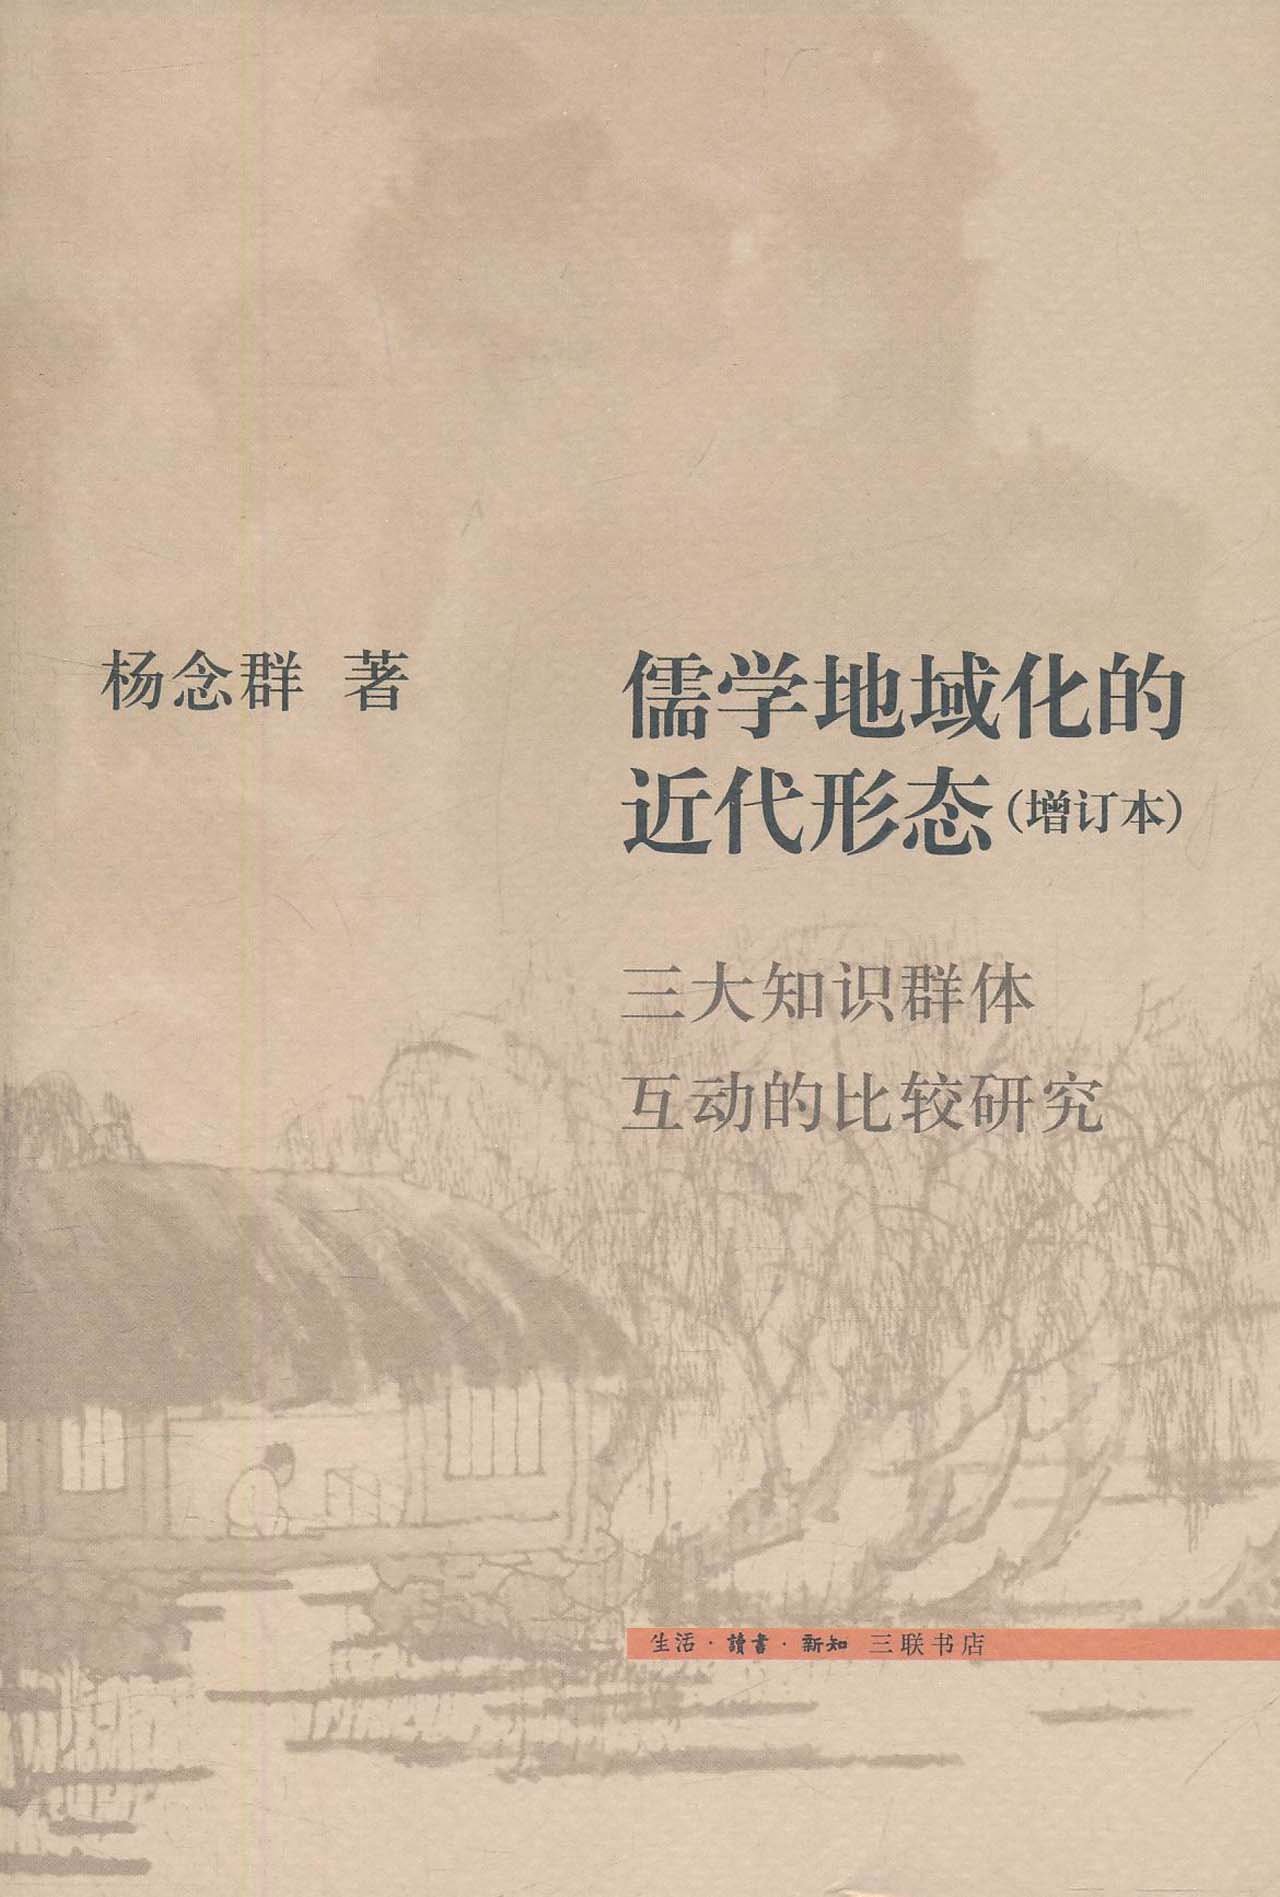 杨念群 著
儒学地域化的
近代形态(增订本)
三大知识群体
互动的比较研究
生活·讀書·新知 三联书店